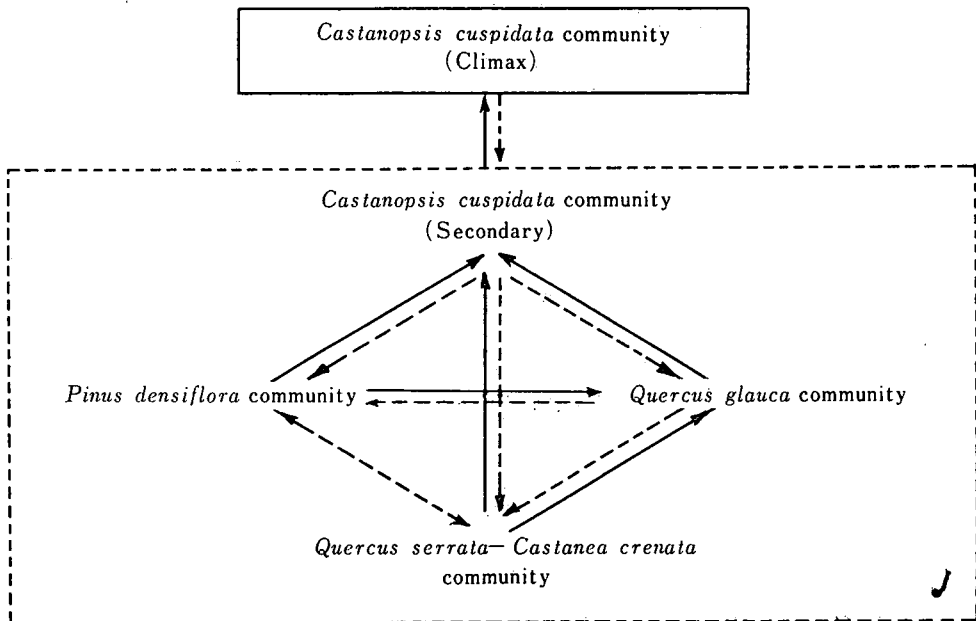 Castanopsis cuspidata community
(Climax)
Castanopsis cuspidata community
(Secondary)
Pinus densiflora community
Quercus glauca community
Quercus serrata—Castanea crenata
community